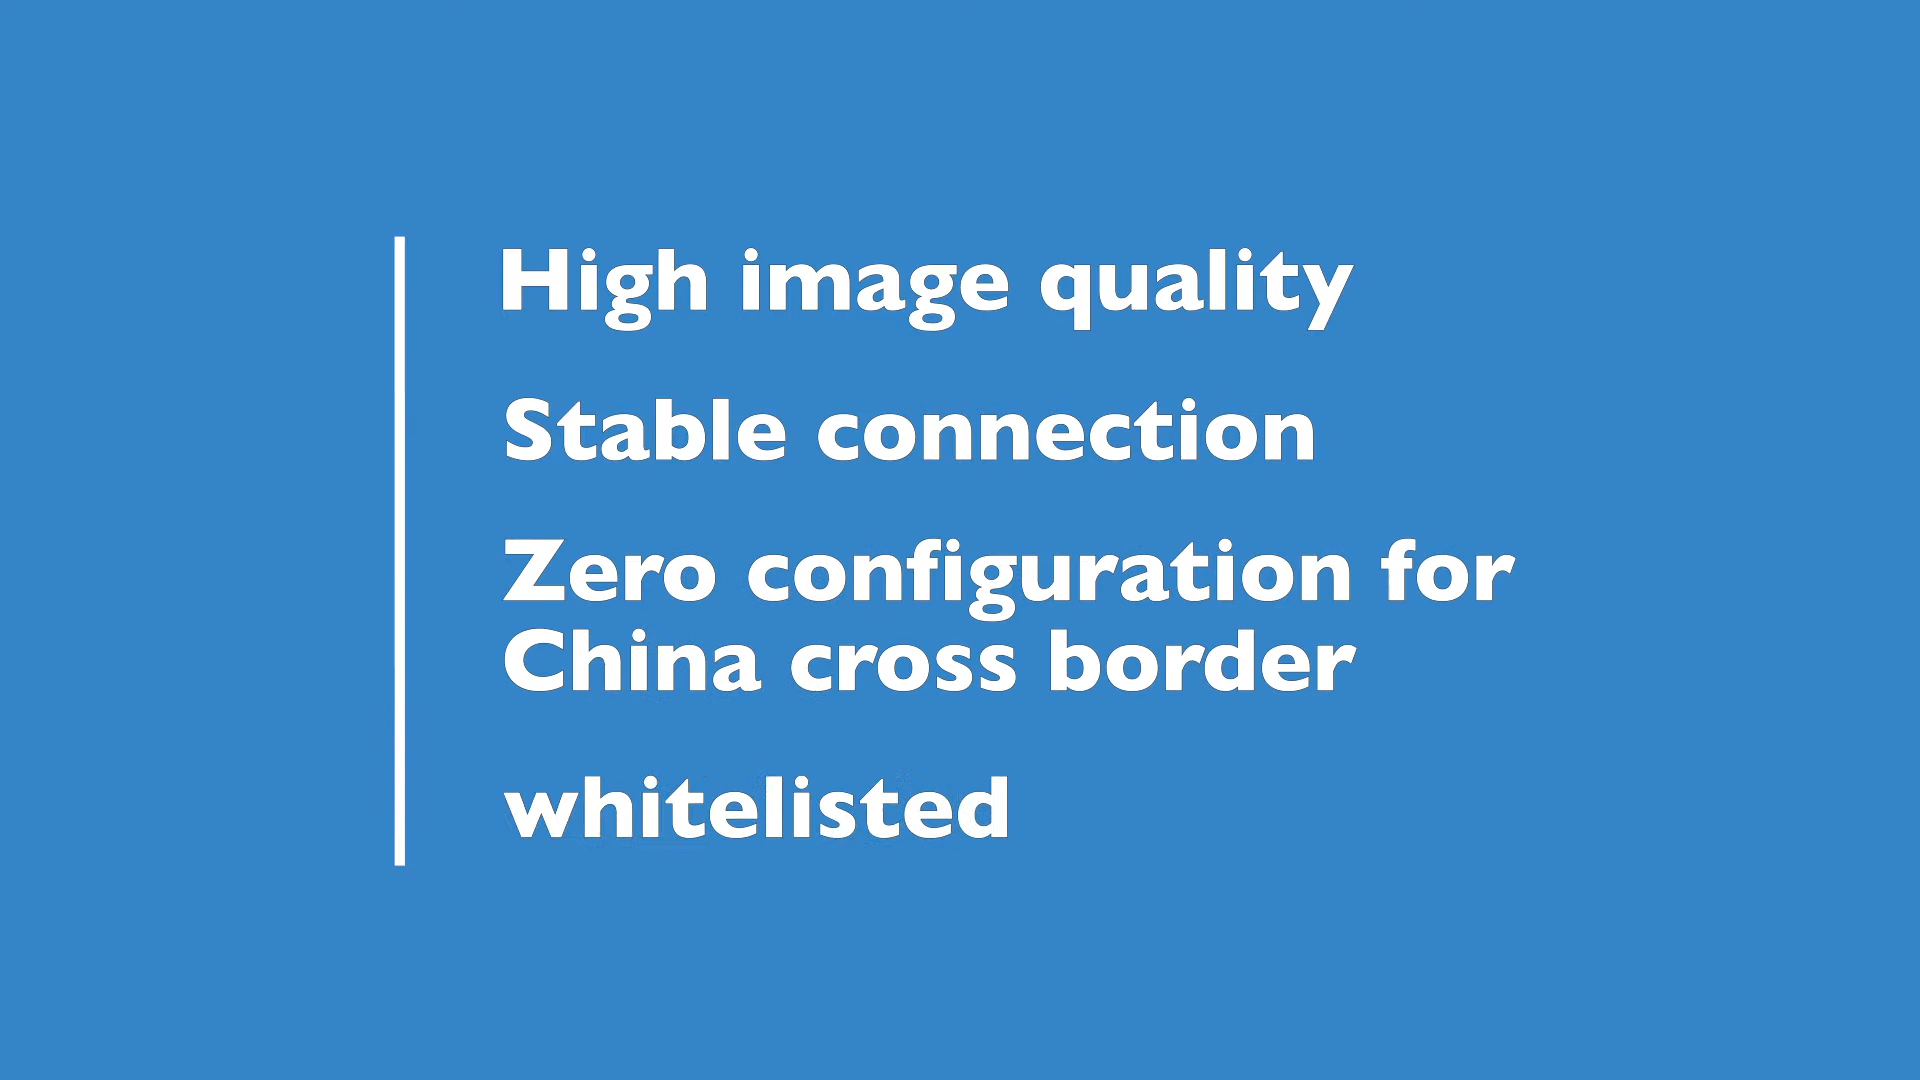 High image quality
Stable connection
Zero configuration for
China cross border
whitelisted